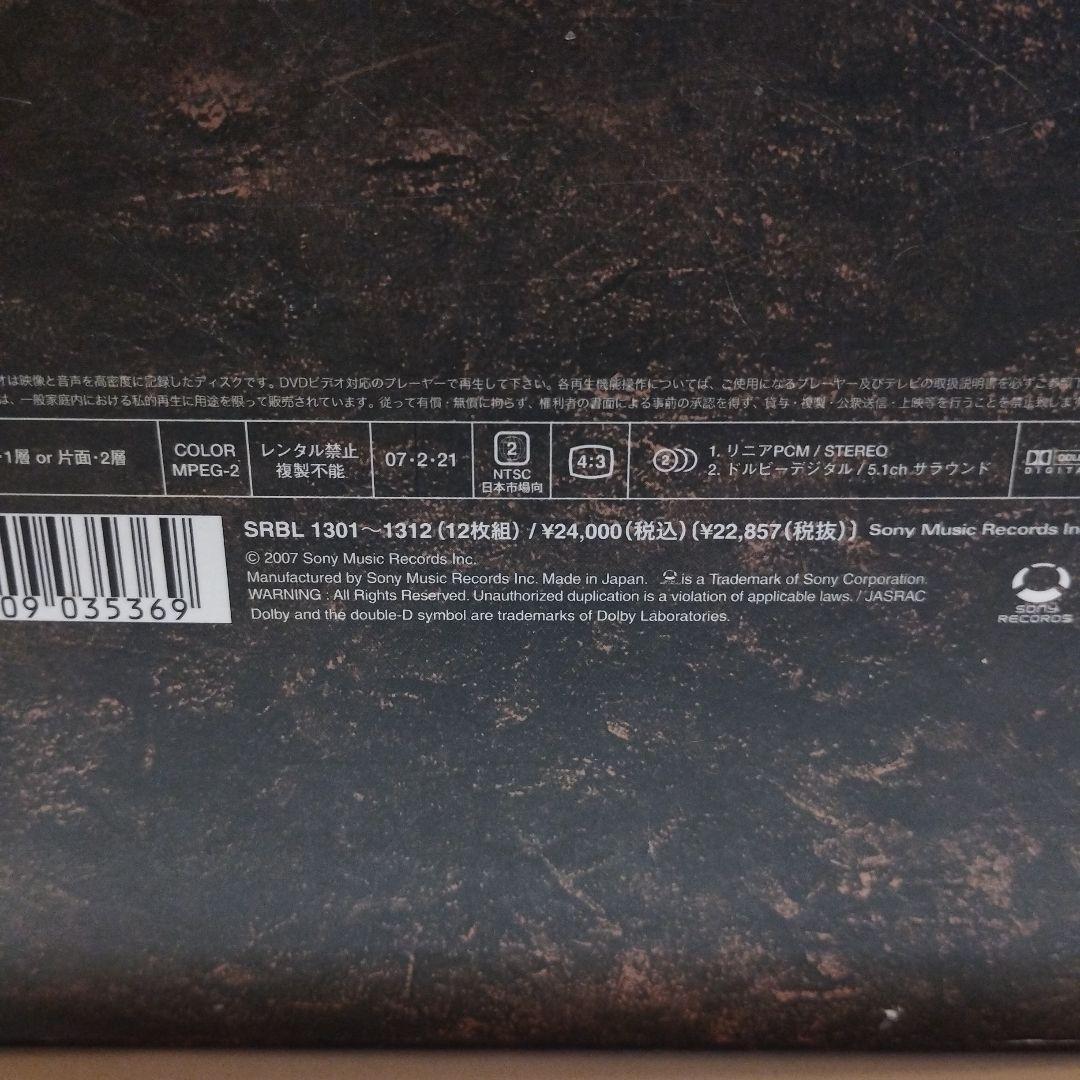 オは映像と音声を高密度に記録したディスクです。DVDビデオ対応のプレーヤーで再生して下さい。各再生機能操作については、ご使用になるプレーヤー及びテレビの取扱説明書を必ずご参照下
は、一般家庭内における私的再生に用途を限って販売されています。従って有償・無償に拘らず、権利者の書面による事前の承認を得ず、貸与・複製・公衆送信・上映等を行うことを禁止致します
・1層 or 片面・2層
COLOR
MPEG-2
レンタル禁止
複製不能
07・2・21
2
NTSC
日本市場向
4:3
2
1. リニアPCM / STEREO
2. ドルビーデジタル / 5.1ch サラウンド
DIGITA
SRBL 1301〜1312(12枚組) / ¥24,000(税込)[¥22,857(税抜)] Sony Music Records In
© 2007 Sony Music Records Inc.
Manufactured by Sony Music Records Inc. Made in Japan. is a Trademark of Sony Corporation.
WARNING : All Rights Reserved. Unauthorized duplication is a violation of applicable laws. / JASRAC
Dolby and the double-D symbol are trademarks of Dolby Laboratories.
09 035369
SONY
RECORDS